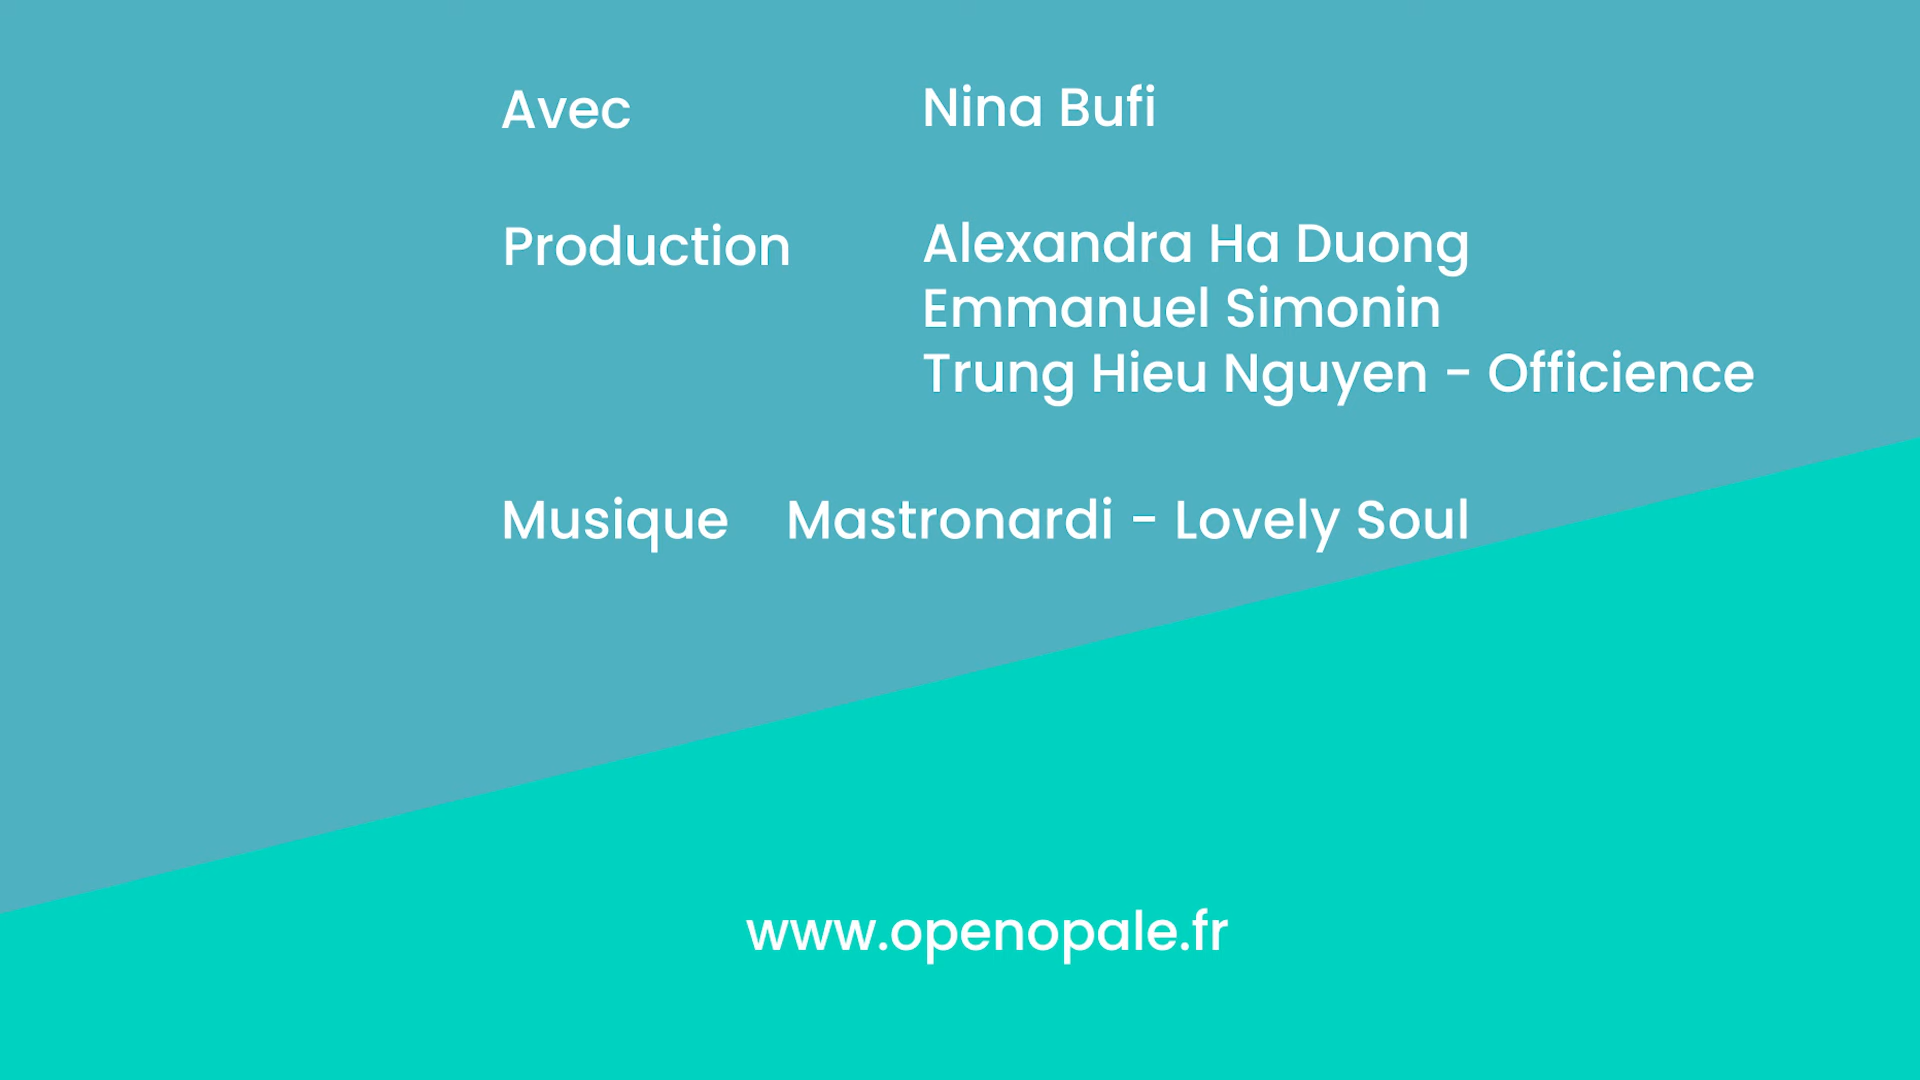 Avec Nina Bufi
Production Alexandra Ha Duong
Emmanuel Simonin
Trung Hieu Nguyen - Officience
Musique Mastronardi - Lovely Soul
www.openopale.fr